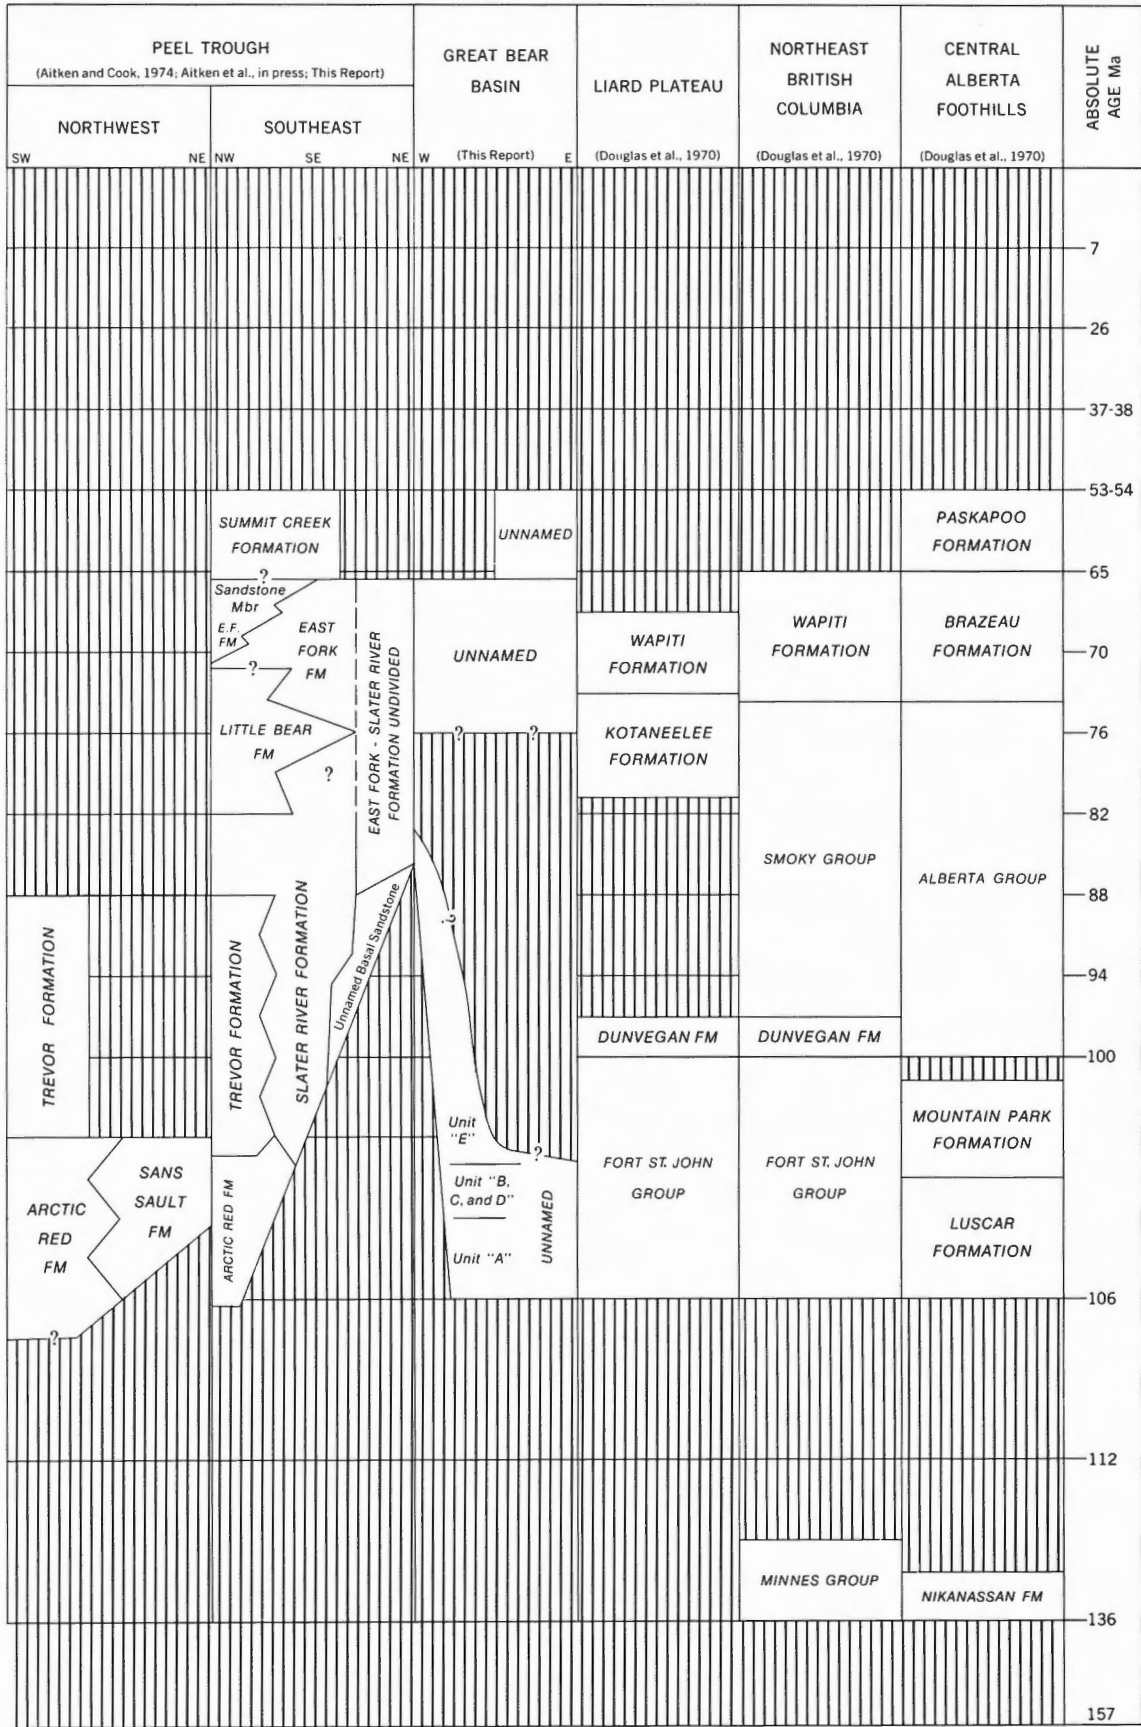 PEEL TROUGH
(Aitken and Cook, 1974; Aitken et al., in press; This Report)
NORTHWEST
SW
NE
SOUTHEAST
NW
SE
NE
GREAT BEAR
BASIN
W
(This Report)
E
LIARD PLATEAU
(Douglas et al., 1970)
NORTHEAST
BRITISH
COLUMBIA
(Douglas et al., 1970)
CENTRAL
ALBERTA
FOOTHILLS
(Douglas et al., 1970)
ABSOLUTE
AGE Ma
TREVOR FORMATION
ARCTIC
RED
FM
?
SANS
SAULT
FM
SUMMIT CREEK
FORMATION
?
Sandstone
Mbr
E.F.
FM
?
EAST
FORK
FM
LITTLE BEAR
FM
?
EAST FORK - SLATER RIVER
FORMATION UNDIVIDED
TREVOR FORMATION
SLATER RIVER FORMATION
Unnamed Basal Sandstone
ARCTIC RED FM
UNNAMED
UNNAMED
?
?
?
Unit
"E"
?
Unit "B,
C, and D"
Unit "A"
UNNAMED
WAPITI
FORMATION
KOTANEELEE
FORMATION
DUNVEGAN FM
FORT ST. JOHN
GROUP
WAPITI
FORMATION
SMOKY GROUP
DUNVEGAN FM
FORT ST. JOHN
GROUP
MINNES GROUP
PASKAPOO
FORMATION
BRAZEAU
FORMATION
ALBERTA GROUP
MOUNTAIN PARK
FORMATION
LUSCAR
FORMATION
NIKANASSAN FM
7
26
37-38
53-54
65
70
76
82
88
94
100
106
112
136
157